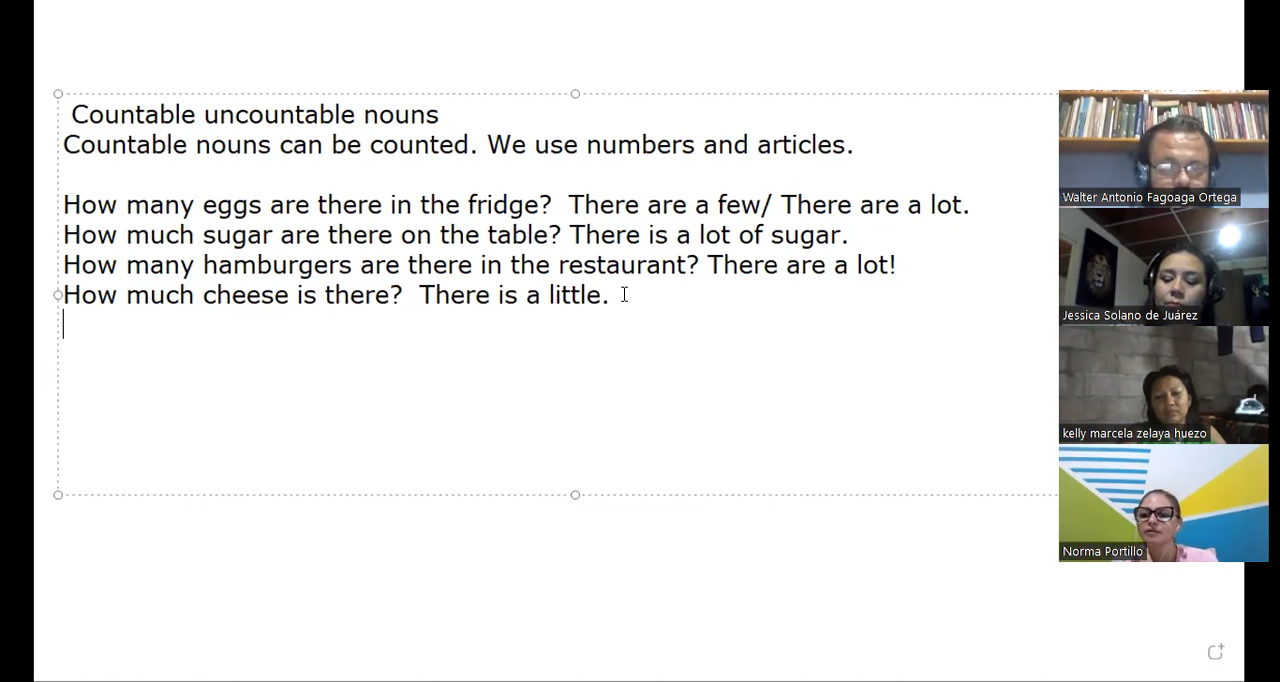 Countable uncountable nouns
Countable nouns can be counted. We use numbers and articles.
How many eggs are there in the fridge?  There are a few/ There are a lot.
How much sugar are there on the table? There is a lot of sugar.
How many hamburgers are there in the restaurant? There are a lot!
How much cheese is there?  There is a little.
Walter Antonio Fagoaga Ortega
Jessica Solano de Juárez
kelly marcela zelaya huezo
Norma Portillo